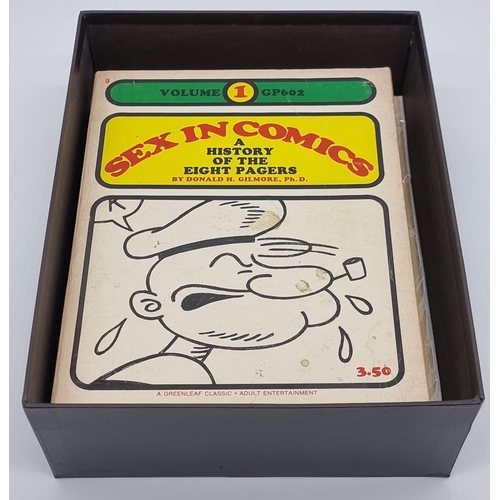 VOLUME 1 GP602
SEX IN COMICS
A
HISTORY
OF THE
EIGHT PAGERS
BY DONALD H. GILMORE, Ph. D.
3.50
A GREENLEAF CLASSIC • ADULT ENTERTAINMENT